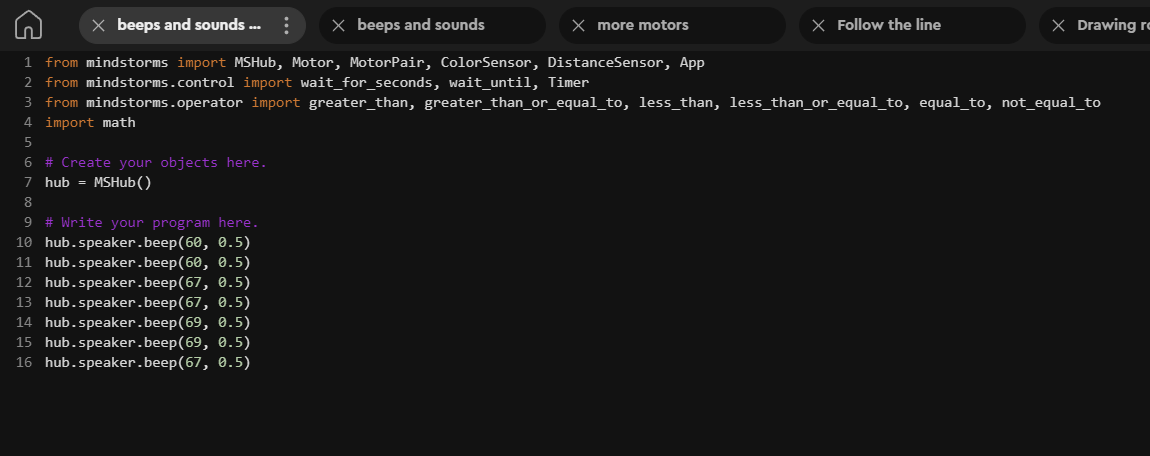 beeps and sounds ...
beeps and sounds
more motors
Follow the line
Drawing
1 from mindstorms import MSHub, Motor, MotorPair, ColorSensor, DistanceSensor, App
2 from mindstorms.control import wait_for_seconds, wait_until, Timer
3 from mindstorms.operator import greater_than, greater_than_or_equal_to, less_than, less_than_or_equal_to, equal_to, not_equal_to
4 import math
5
6 # Create your objects here.
7 hub = MSHub()
8
9 # Write your program here.
10 hub.speaker.beep(60, 0.5)
11 hub.speaker.beep(60, 0.5)
12 hub.speaker.beep(67, 0.5)
13 hub.speaker.beep(67, 0.5)
14 hub.speaker.beep(69, 0.5)
15 hub.speaker.beep(69, 0.5)
16 hub.speaker.beep(67, 0.5)